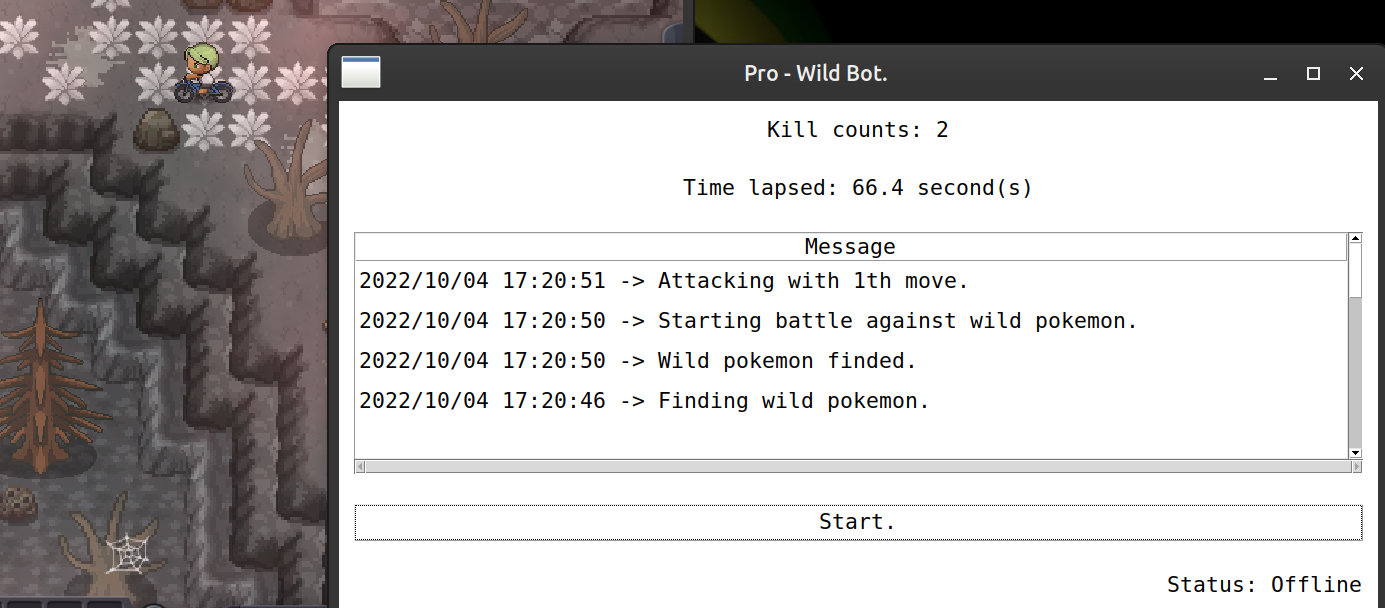 Pro - Wild Bot.
Kill counts: 2
Time lapsed: 66.4 second(s)
Message
2022/10/04 17:20:51 -> Attacking with 1th move.
2022/10/04 17:20:50 -> Starting battle against wild pokemon.
2022/10/04 17:20:50 -> Wild pokemon finded.
2022/10/04 17:20:46 -> Finding wild pokemon.
Start.
Status: Offline